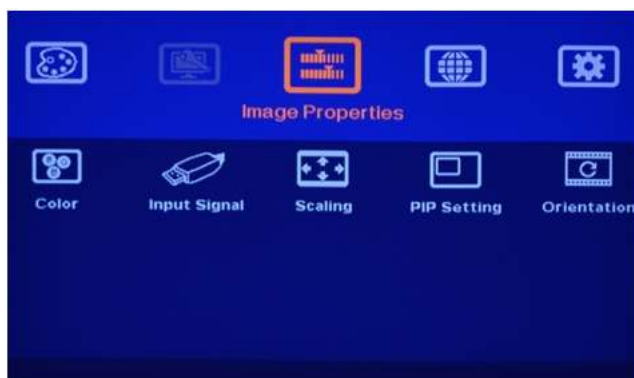 Image Properties
Color Input Signal Scaling PIP Setting Orientation